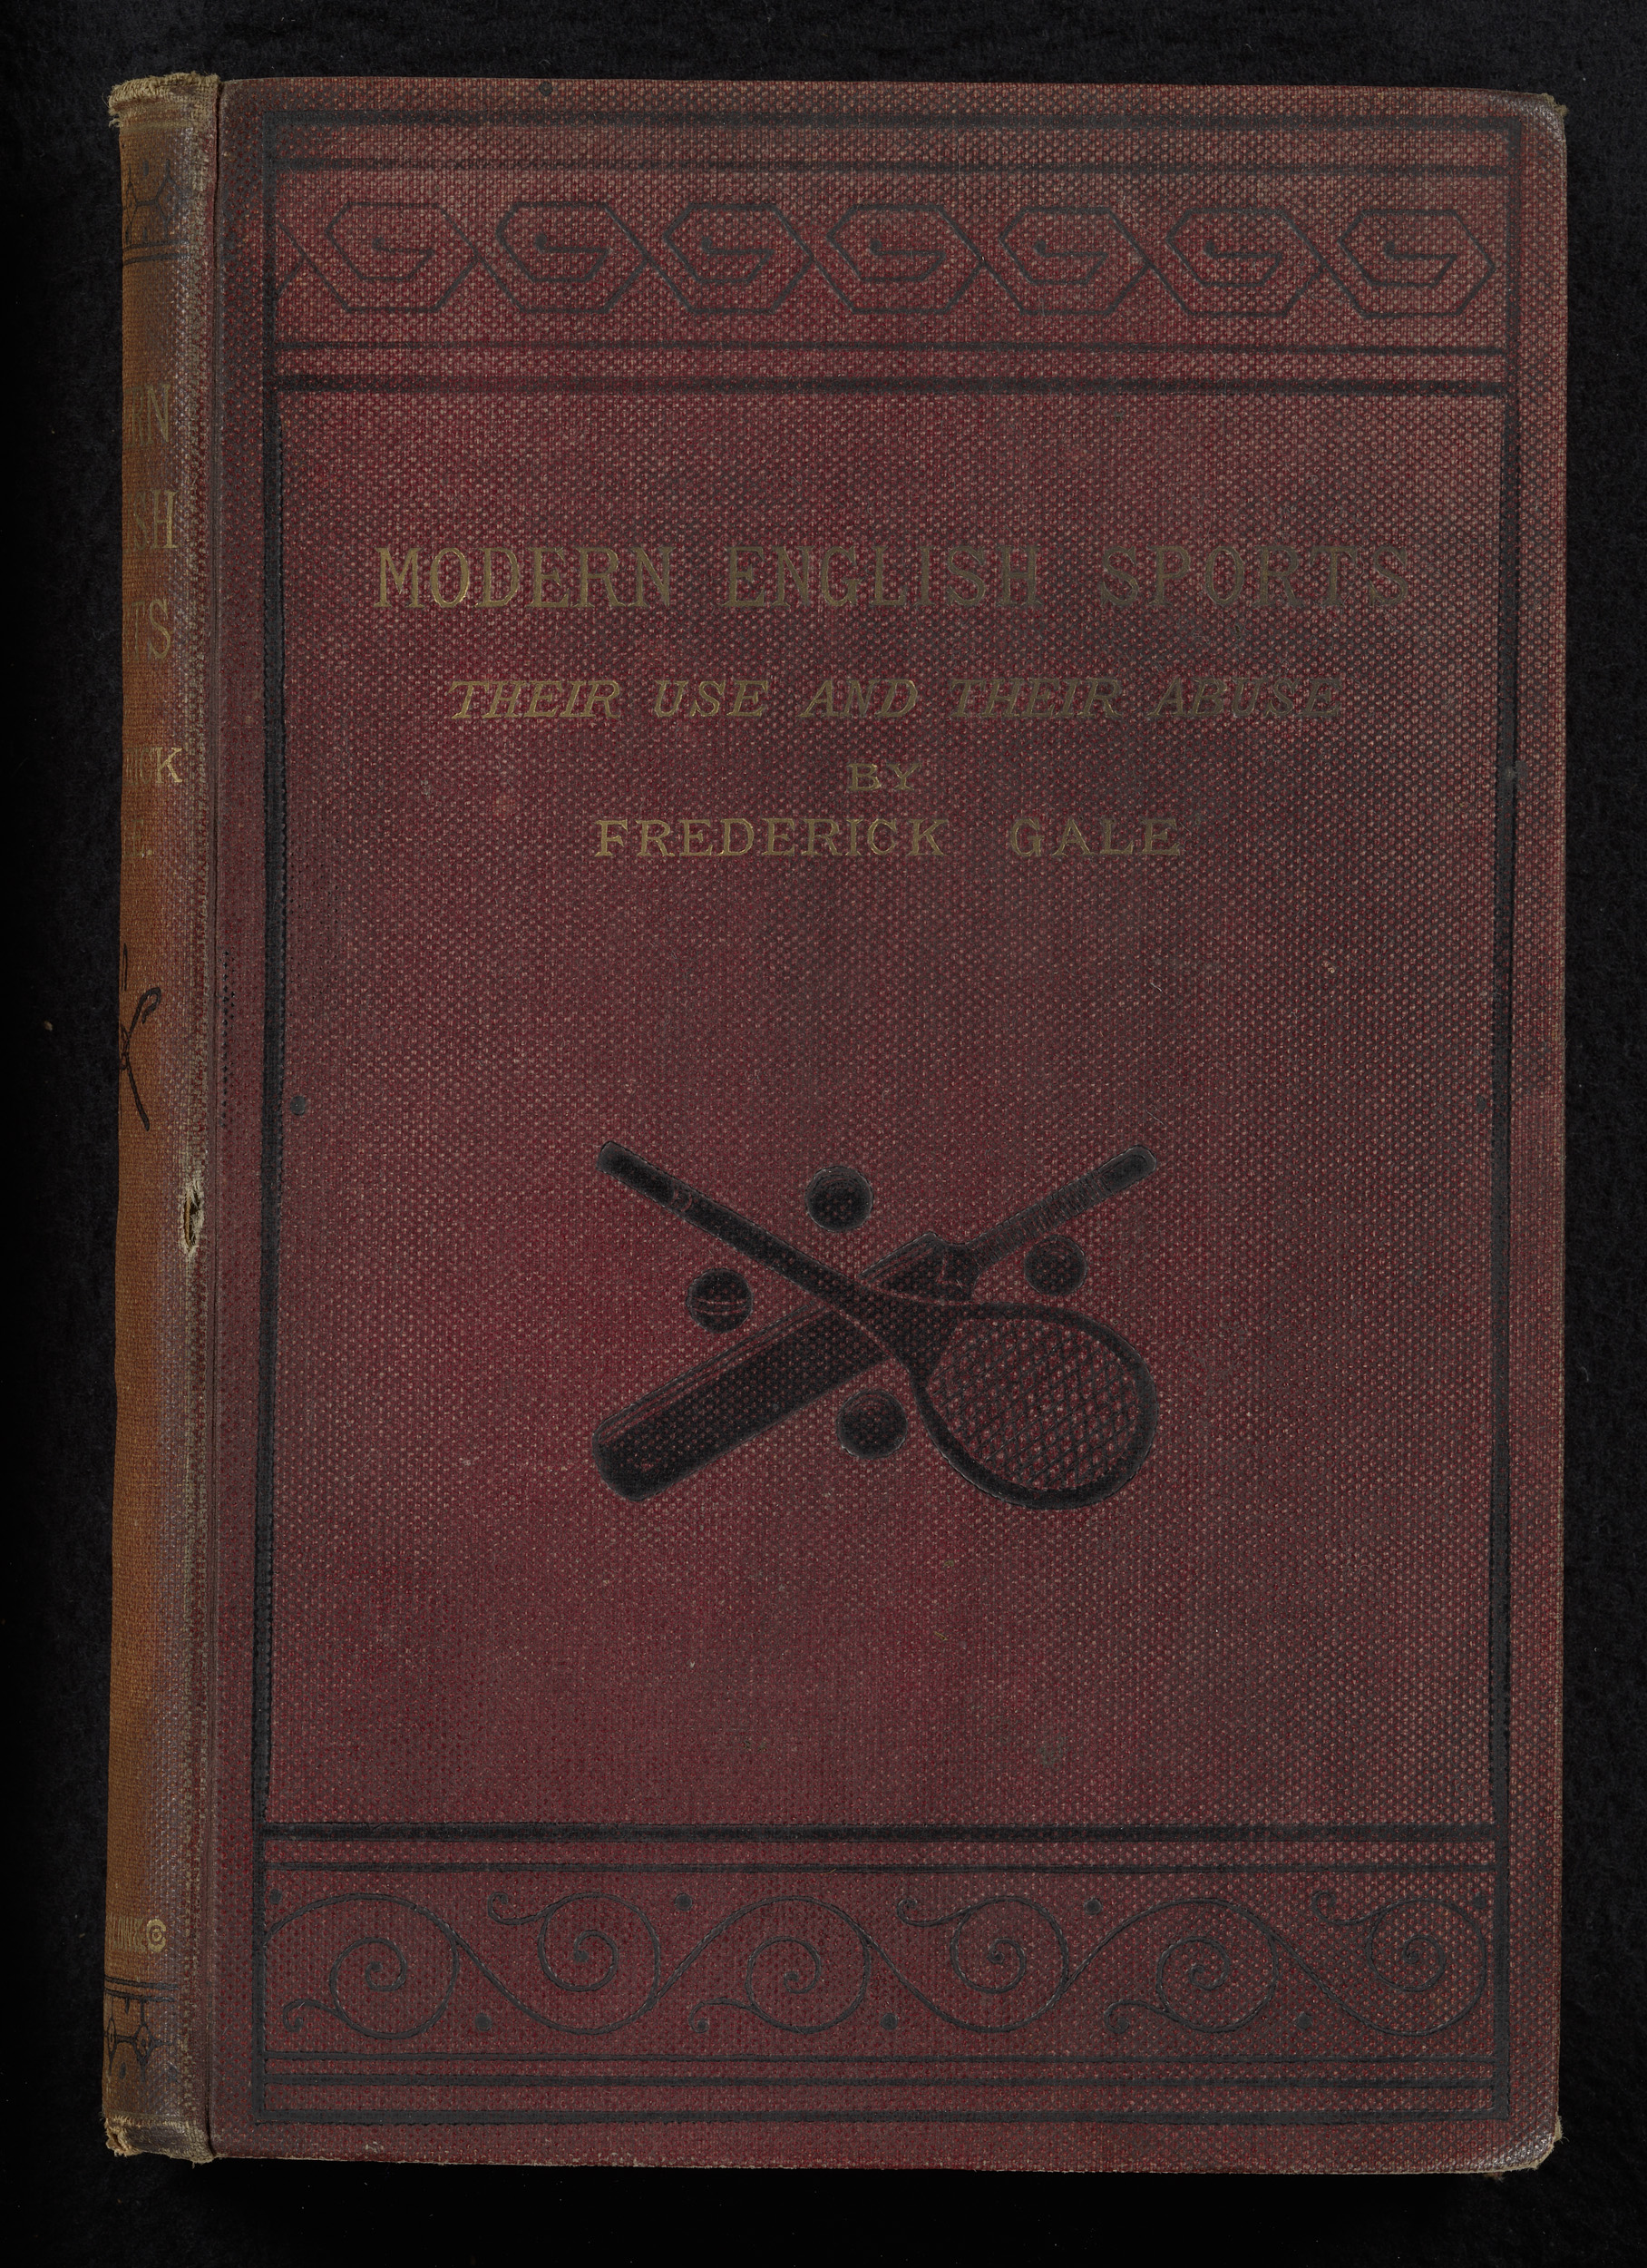 MODERN ENGLISH SPORTS
THEIR USE AND THEIR ABUSE
BY
FREDERICK GALE